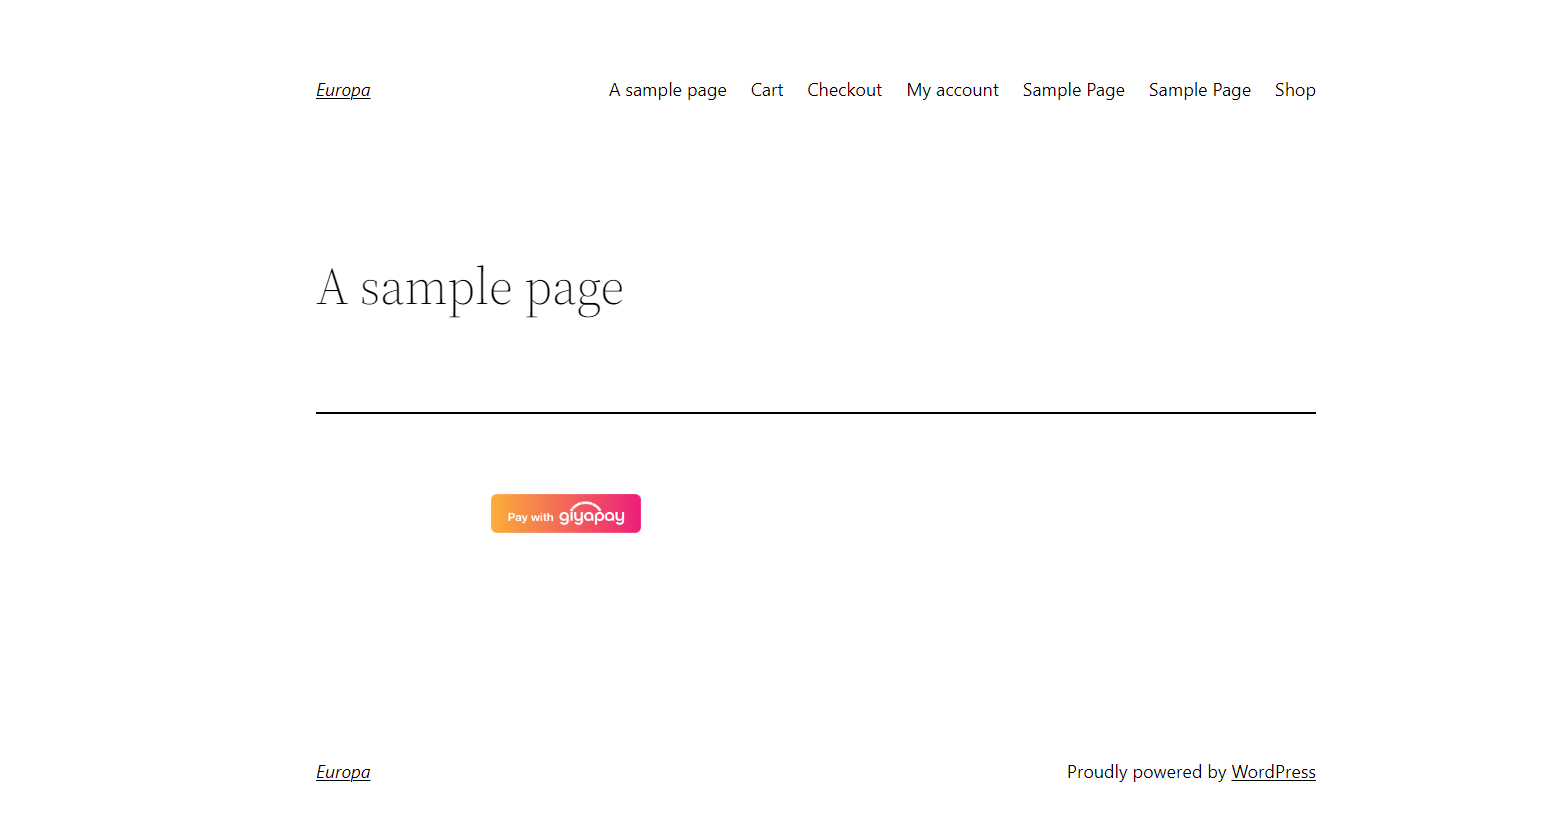 Europa
A sample page Cart Checkout My account Sample Page Sample Page Shop
A sample page
Pay with giyapay
Europa
Proudly powered by WordPress